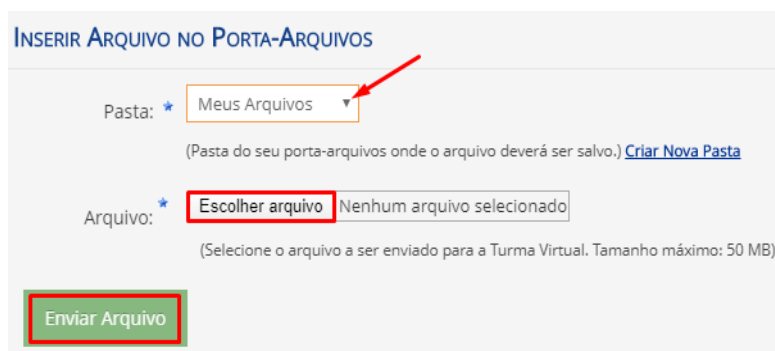 INSERIR ARQUIVO NO PORTA-ARQUIVOS
Pasta: * Meus Arquivos ▼
(Pasta do seu porta-arquivos onde o arquivo deverá ser salvo.) Criar Nova Pasta
Arquivo: * Escolher arquivo Nenhum arquivo selecionado
(Selecione o arquivo a ser enviado para a Turma Virtual. Tamanho máximo: 50 MB)
Enviar Arquivo